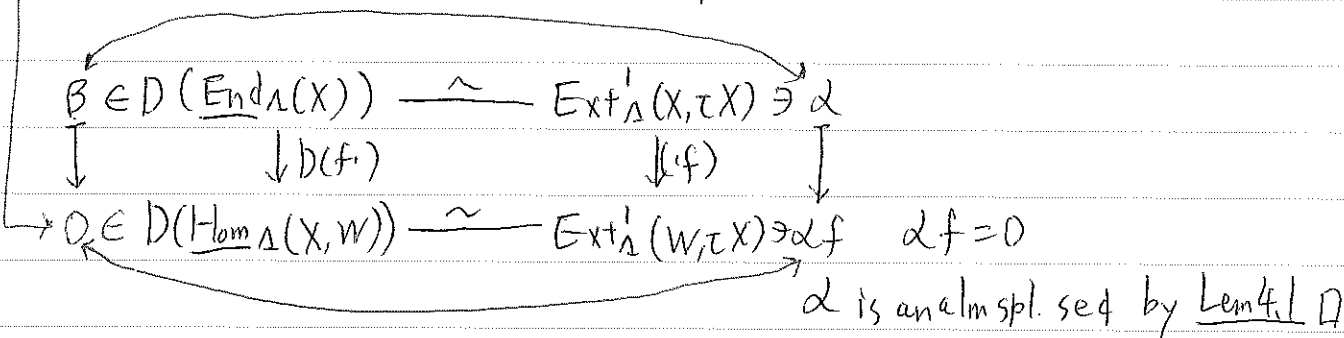 β ∈ D(End_Λ(X)) —~— Ext¹_Λ(X, τX) ∋ α
↓ ↓ D(f·) ↓(·f) ↓
→ 0 ∈ D(Hom_Λ(X, W)) —~— Ext¹_Λ(W, τX) ∋ αf αf = 0
α is an alm spl. seq by Lem 4.1 □